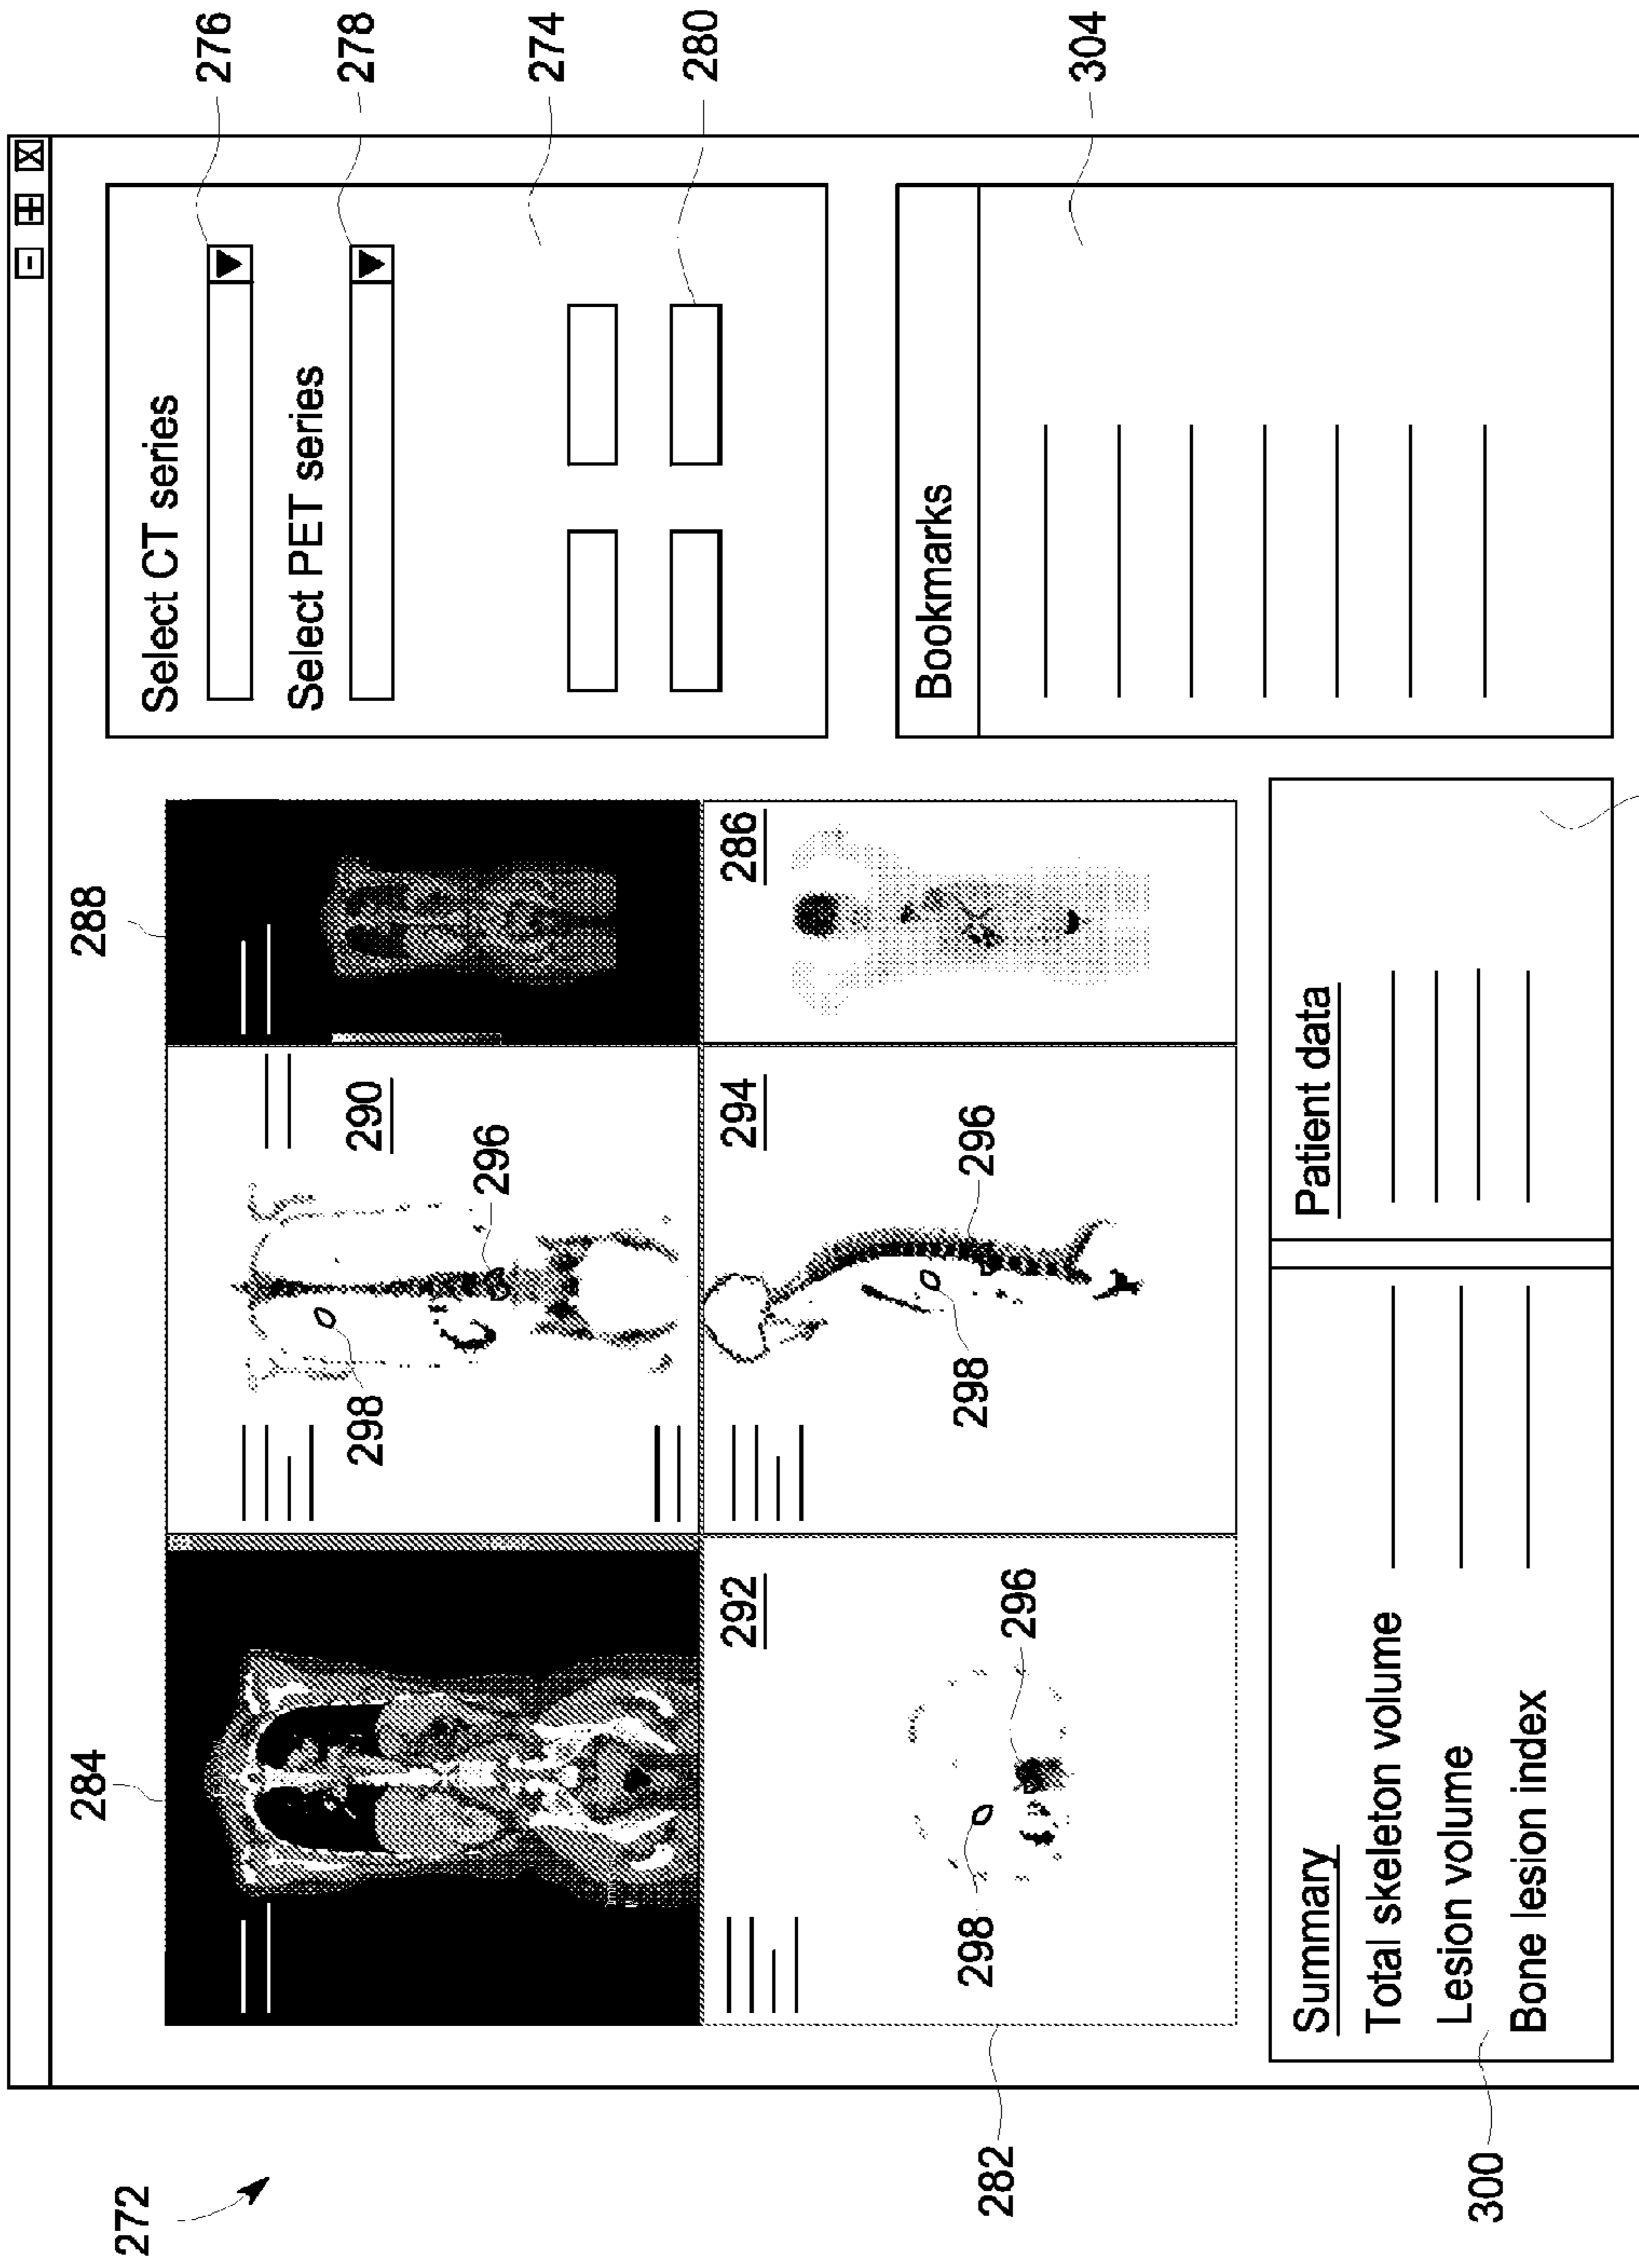 272
284
288
276
278
274
280
304
282
300
Select CT series
Select PET series
290
298
296
286
292
298
296
294
298
296
Bookmarks
Summary
Total skeleton volume
Lesion volume
Bone lesion index
Patient data